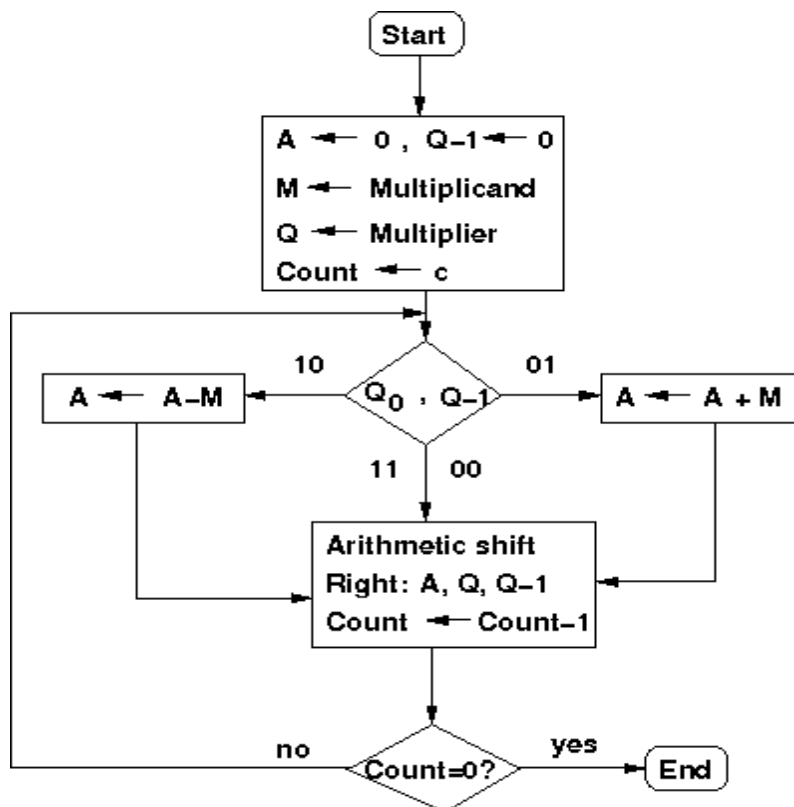 Start
A ← 0 , Q-1 ← 0
M ← Multiplicand
Q ← Multiplier
Count ← c
10
01
A ← A-M
Q0 , Q-1
A ← A + M
11 00
Arithmetic shift
Right: A, Q, Q-1
Count ← Count-1
no
yes
Count=0?
End